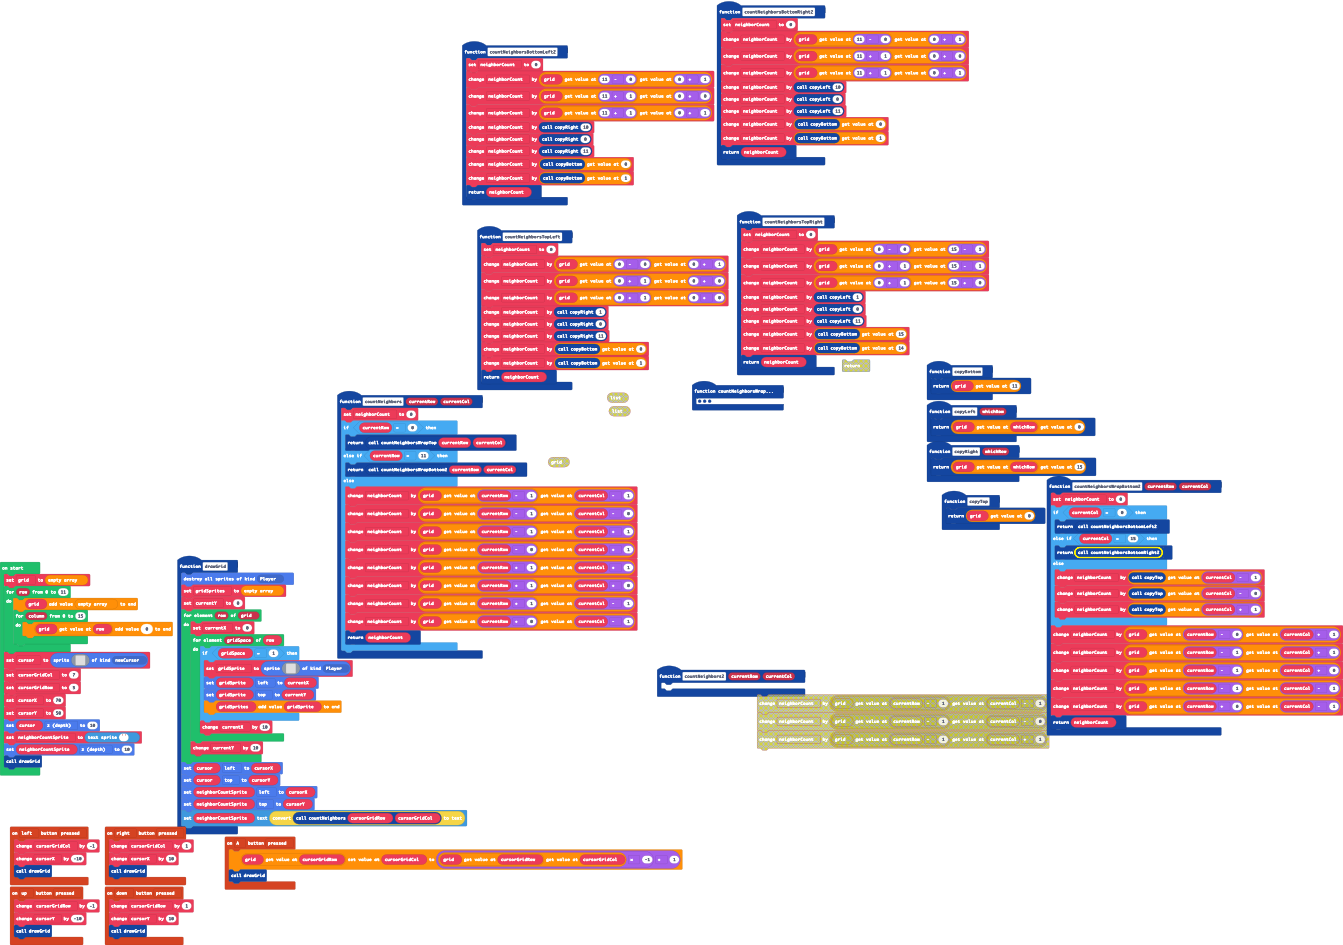 function countNeighborsBottomRight2
set neighborCount to 0
change neighborCount by grid get value at 11 - 0 get value at 0 + 1
change neighborCount by grid get value at 11 + 1 get value at 0 + 0
change neighborCount by grid get value at 11 + 1 get value at 0 + 1
change neighborCount by call copyLeft 10
change neighborCount by call copyLeft 0
change neighborCount by call copyLeft 11
change neighborCount by call copyBottom get value at 0
change neighborCount by call copyBottom get value at 1
return neighborCount
function countNeighborsBottomLeft2
set neighborCount to 0
change neighborCount by grid get value at 11 - 0 get value at 0 + 1
change neighborCount by grid get value at 11 + 1 get value at 0 + 0
change neighborCount by grid get value at 11 + 1 get value at 0 + 1
change neighborCount by call copyRight 10
change neighborCount by call copyRight 0
change neighborCount by call copyRight 11
change neighborCount by call copyBottom get value at 0
change neighborCount by call copyBottom get value at 1
return neighborCount
function countNeighborsTopRight
set neighborCount to 0
change neighborCount by grid get value at 0 - 0 get value at 15 - 1
change neighborCount by grid get value at 0 + 1 get value at 15 - 1
change neighborCount by grid get value at 0 + 1 get value at 15 + 0
change neighborCount by call copyLeft 1
change neighborCount by call copyLeft 0
change neighborCount by call copyLeft 11
change neighborCount by call copyBottom get value at 15
change neighborCount by call copyBottom get value at 14
return neighborCount
return
function countNeighborsTopLeft
set neighborCount to 0
change neighborCount by grid get value at 0 - 0 get value at 0 + 1
change neighborCount by grid get value at 0 + 1 get value at 0 + 0
change neighborCount by grid get value at 0 + 1 get value at 0 + 0
change neighborCount by call copyRight 1
change neighborCount by call copyRight 0
change neighborCount by call copyRight 11
change neighborCount by call copyBottom get value at 0
change neighborCount by call copyBottom get value at 1
return neighborCount
list
list
grid
function countNeighborsWrap...
function copyBottom
return grid get value at 11
function copyLeft whichRow
return grid get value at whichRow get value at 0
function copyRight whichRow
return grid get value at whichRow get value at 15
function copyTop
return grid get value at 0
function countNeighbors currentRow currentCol
set neighborCount to 0
if currentRow = 0 then
return call countNeighborsWrapTop currentRow currentCol
else if currentRow = 11 then
return call countNeighborsWrapBottom2 currentRow currentCol
else
change neighborCount by grid get value at currentRow - 1 get value at currentCol - 1
change neighborCount by grid get value at currentRow - 1 get value at currentCol - 0
change neighborCount by grid get value at currentRow - 1 get value at currentCol + 1
change neighborCount by grid get value at currentRow - 0 get value at currentCol + 1
change neighborCount by grid get value at currentRow + 1 get value at currentCol + 1
change neighborCount by grid get value at currentRow + 1 get value at currentCol + 0
change neighborCount by grid get value at currentRow + 1 get value at currentCol - 1
change neighborCount by grid get value at currentRow + 0 get value at currentCol - 1
return neighborCount
function countNeighborsWrapBottom2 currentRow currentCol
set neighborCount to 0
if currentCol = 0 then
return call countNeighborsBottomLeft2
else if currentCol = 15 then
return call countNeighborsBottomRight2
else
change neighborCount by call copyTop get value at currentCol - 1
change neighborCount by call copyTop get value at currentCol - 0
change neighborCount by call copyTop get value at currentCol + 1
change neighborCount by grid get value at currentRow - 0 get value at currentCol + 1
change neighborCount by grid get value at currentRow - 1 get value at currentCol + 1
change neighborCount by grid get value at currentRow - 1 get value at currentCol + 0
change neighborCount by grid get value at currentRow - 1 get value at currentCol - 1
change neighborCount by grid get value at currentRow + 0 get value at currentCol - 1
return neighborCount
function countNeighbors2 currentRow currentCol
change neighborCount by grid get value at currentRow - 1 get value at currentCol - 1
change neighborCount by grid get value at currentRow - 1 get value at currentCol - 0
change neighborCount by grid get value at currentRow - 1 get value at currentCol + 1
on start
set grid to empty array
for row from 0 to 11
do grid add value empty array to end
for column from 0 to 15
do grid get value at row add value 0 to end
set cursor to sprite of kind newCursor
set cursorGridCol to 7
set cursorGridRow to
set cursorX to 70
set cursorY to 50
set cursor z (depth) to
set neighborCountSprite to text sprite
set neighborCountSprite z (depth) to 10
call drawGrid
function drawGrid
destroy all sprites of kind Player
set gridSprites to empty array
set currentY to 0
for element row of grid
do set currentX to 0
for element gridSpace of row
do if gridSpace = 1 then
set gridSprite to sprite of kind Player
set gridSprite left to currentX
set gridSprite top to currentY
gridSprites add value gridSprite to end
change currentX by 10
change currentY by 10
set cursor left to cursorX
set cursor top to cursorY
set neighborCountSprite left to cursorX
set neighborCountSprite top to cursorY
set neighborCountSprite text convert call countNeighbors cursorGridRow cursorGridCol to text
on left button pressed
change cursorGridCol by -1
change cursorX by -10
call drawGrid
on right button pressed
change cursorGridCol by 1
change cursorX by 10
call drawGrid
on up button pressed
change cursorGridRow by -1
change cursorY by -10
call drawGrid
on down button pressed
change cursorGridRow by 1
change cursorY by 10
call drawGrid
on A button pressed
grid get value at cursorGridRow set value at cursorGridCol to grid get value at cursorGridRow get value at cursorGridCol × -1 + 1
call drawGrid